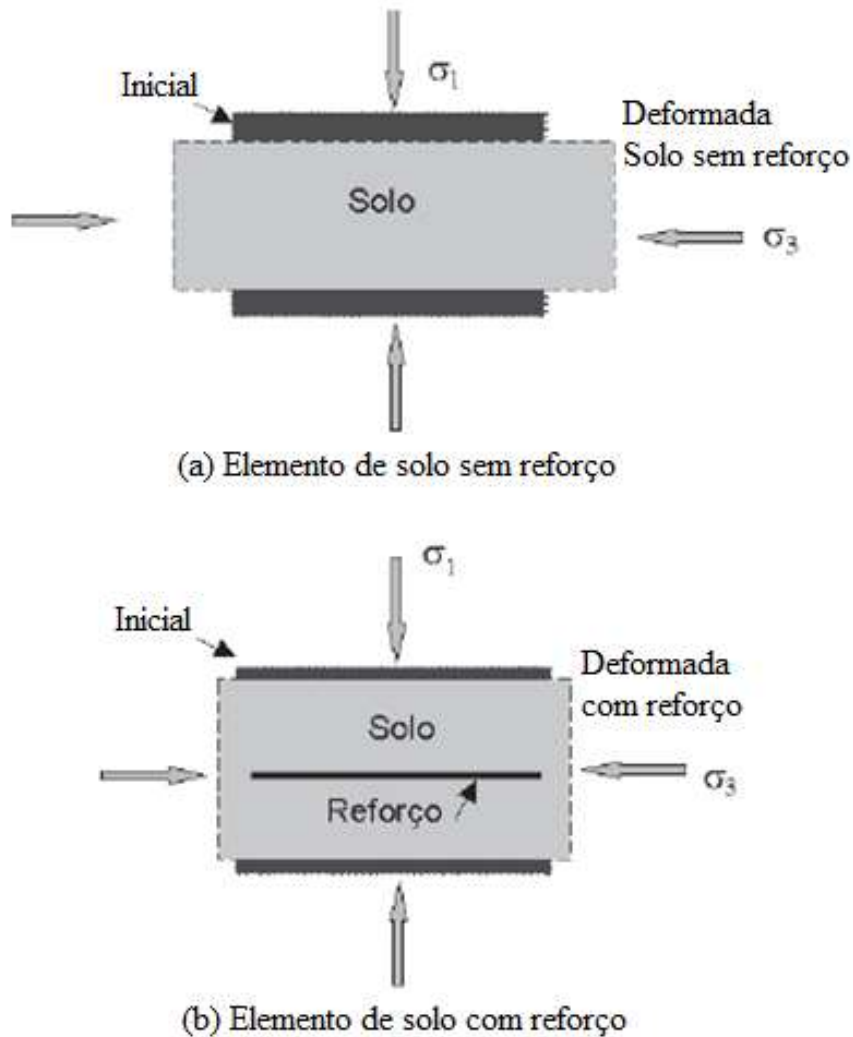 σ1
Inicial
Deformada
Solo sem reforço
Solo
σ3
(a) Elemento de solo sem reforço
σ1
Inicial
Deformada
com reforço
Solo
σ3
Reforço
(b) Elemento de solo com reforço